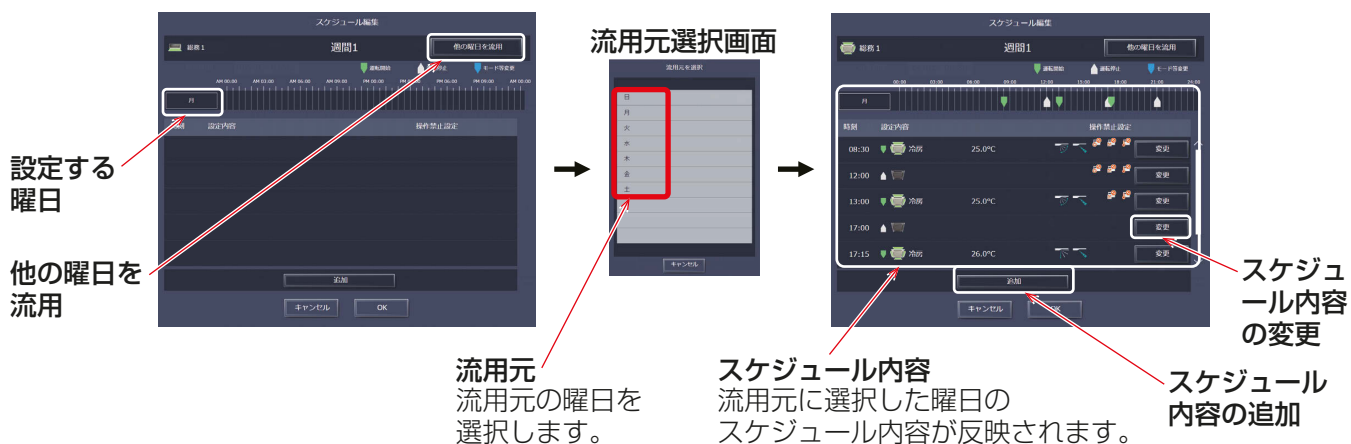 スケジュール編集
総務1
週間1
他の曜日を流用
運転開始
運転停止
モード等変更
AM 00:00 AM 03:00 AM 06:00 AM 09:00 PM 00:00 PM 03:00 PM 06:00 PM 09:00 AM 00:00
月
時刻 設定内容 操作禁止設定
追加
キャンセル OK
設定する
曜日
他の曜日を
流用
流用元選択画面
流用元を選択
日
月
火
水
木
金
土
キャンセル
流用元
流用元の曜日を
選択します。
スケジュール編集
総務1
週間1
他の曜日を流用
運転開始 運転停止 モード等変更
00:00 03:00 06:00 09:00 12:00 15:00 18:00 21:00 24:00
月
時刻 設定内容 操作禁止設定
08:30 冷房 25.0°C 変更
12:00 変更
13:00 冷房 25.0°C 変更
17:00 変更
17:15 冷房 26.0°C 変更
追加
キャンセル OK
スケジュール内容
流用元に選択した曜日の
スケジュール内容が反映されます。
スケジュ
ール内容
の変更
スケジュール
内容の追加